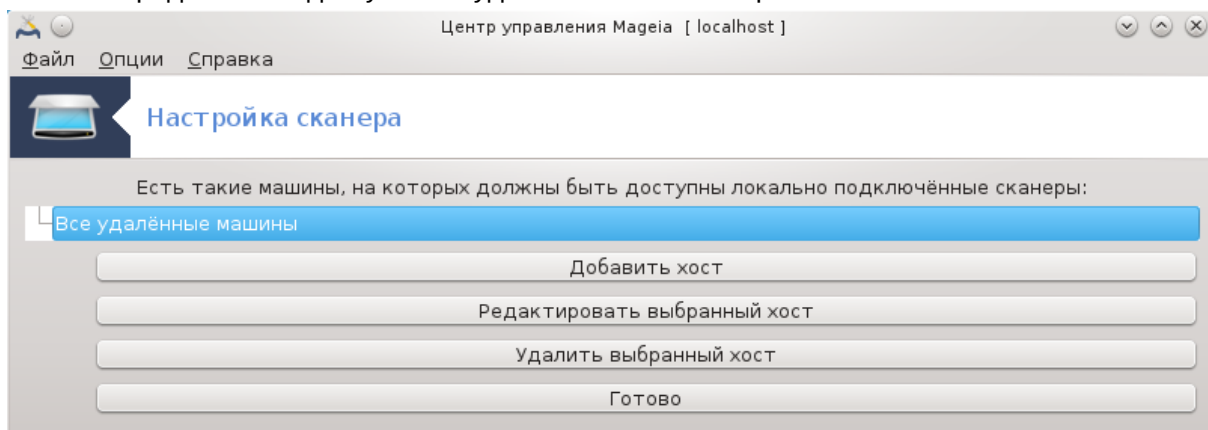 Центр управления Mageia [ localhost ]
Файл Опции Справка
Настройка сканера
Есть такие машины, на которых должны быть доступны локально подключённые сканеры:
Все удалённые машины
Добавить хост
Редактировать выбранный хост
Удалить выбранный хост
Готово